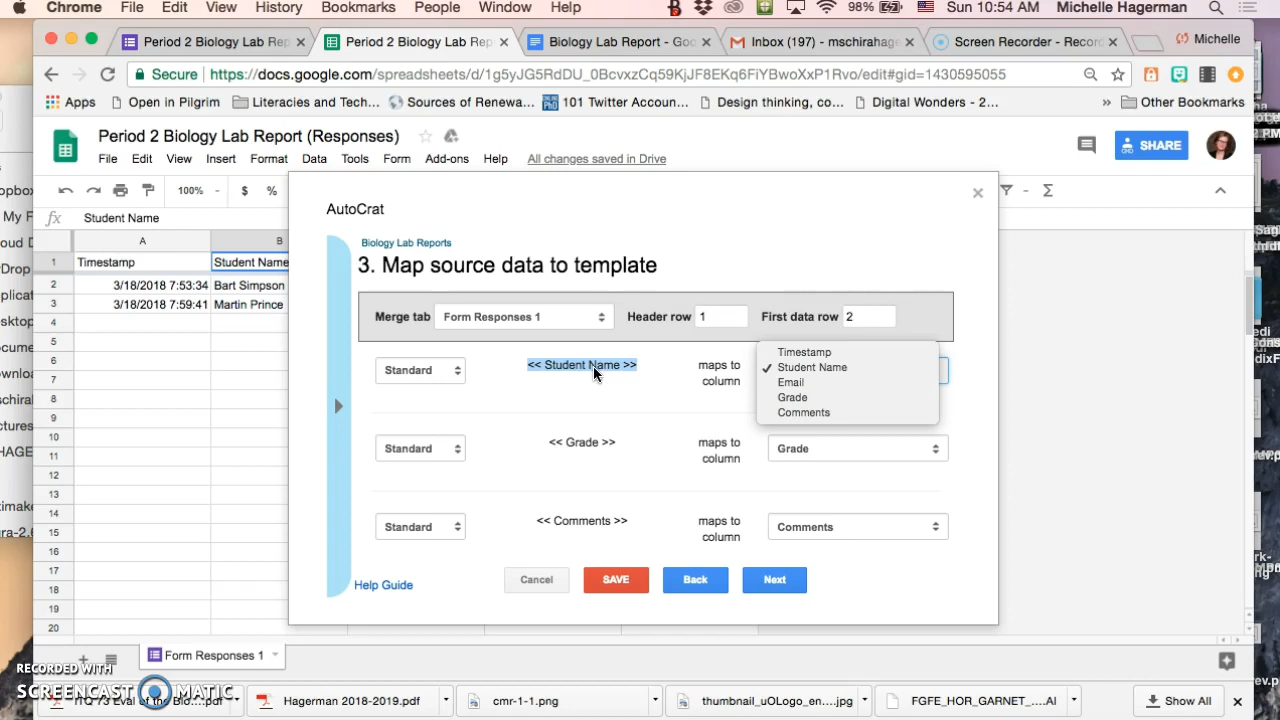 Chrome File Edit View History Bookmarks People Window Help 98% Sun 10:54 AM Michelle Hagerman
Period 2 Biology Lab Rep Period 2 Biology Lab Rep Biology Lab Report - Goo Inbox (197) - mschirahage Screen Recorder - Record Michelle
Secure https://docs.google.com/spreadsheets/d/1g5yJG5RdDU_0BcvxzCq59KjJF8EKq6FiYBwoXxP1Rvo/edit#gid=1430595055
Apps Open in Pilgrim Literacies and Tech... Sources of Renewa... 101 Twitter Accoun... Design thinking, co... Digital Wonders - 2... » Other Bookmarks
Period 2 Biology Lab Report (Responses)
File Edit View Insert Format Data Tools Form Add-ons Help All changes saved in Drive
SHARE
100% $ %
fx Student Name
A B
1 Timestamp Student Name
2 3/18/2018 7:53:34 Bart Simpson
3 3/18/2018 7:59:41 Martin Prince
4
5
6
7
8
9
10
11
12
13
14
15
16
17
18
19
20
AutoCrat
Biology Lab Reports
3. Map source data to template
Merge tab Form Responses 1 Header row 1 First data row 2
Standard << Student Name >> maps to column
Timestamp
✓ Student Name
Email
Grade
Comments
Standard << Grade >> maps to column Grade
Standard << Comments >> maps to column Comments
Help Guide Cancel SAVE Back Next
Form Responses 1
RECORDED WITH
SCREENCAST MATIC
Hagerman 2018-2019.pdf cmr-1-1.png thumbnail_uOLogo_en....jpg FGFE_HOR_GARNET_....AI Show All